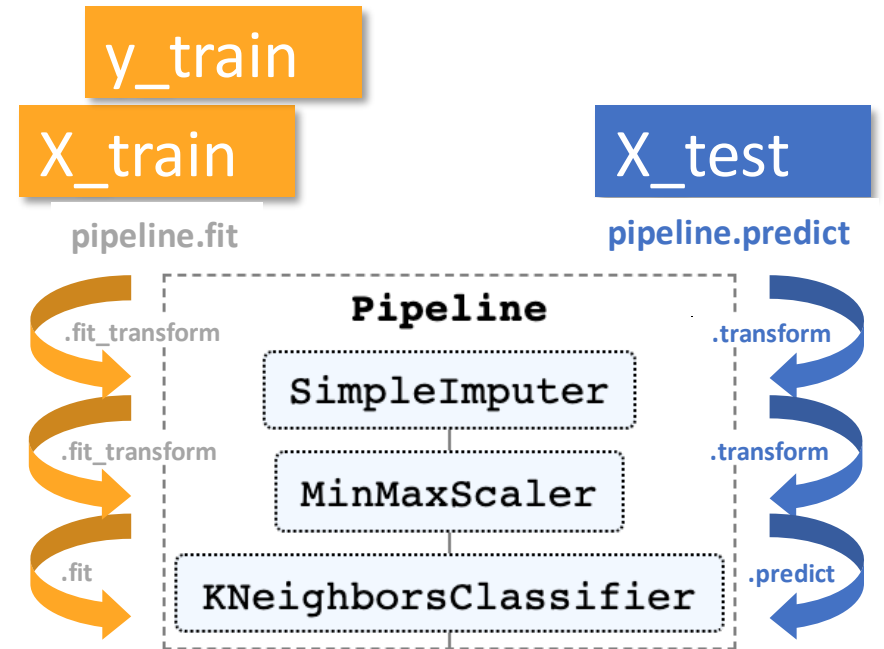 y_train
X_train
X_test
pipeline.fit
pipeline.predict
Pipeline
.fit_transform
.transform
SimpleImputer
.fit_transform
.transform
MinMaxScaler
.fit
.predict
KNeighborsClassifier